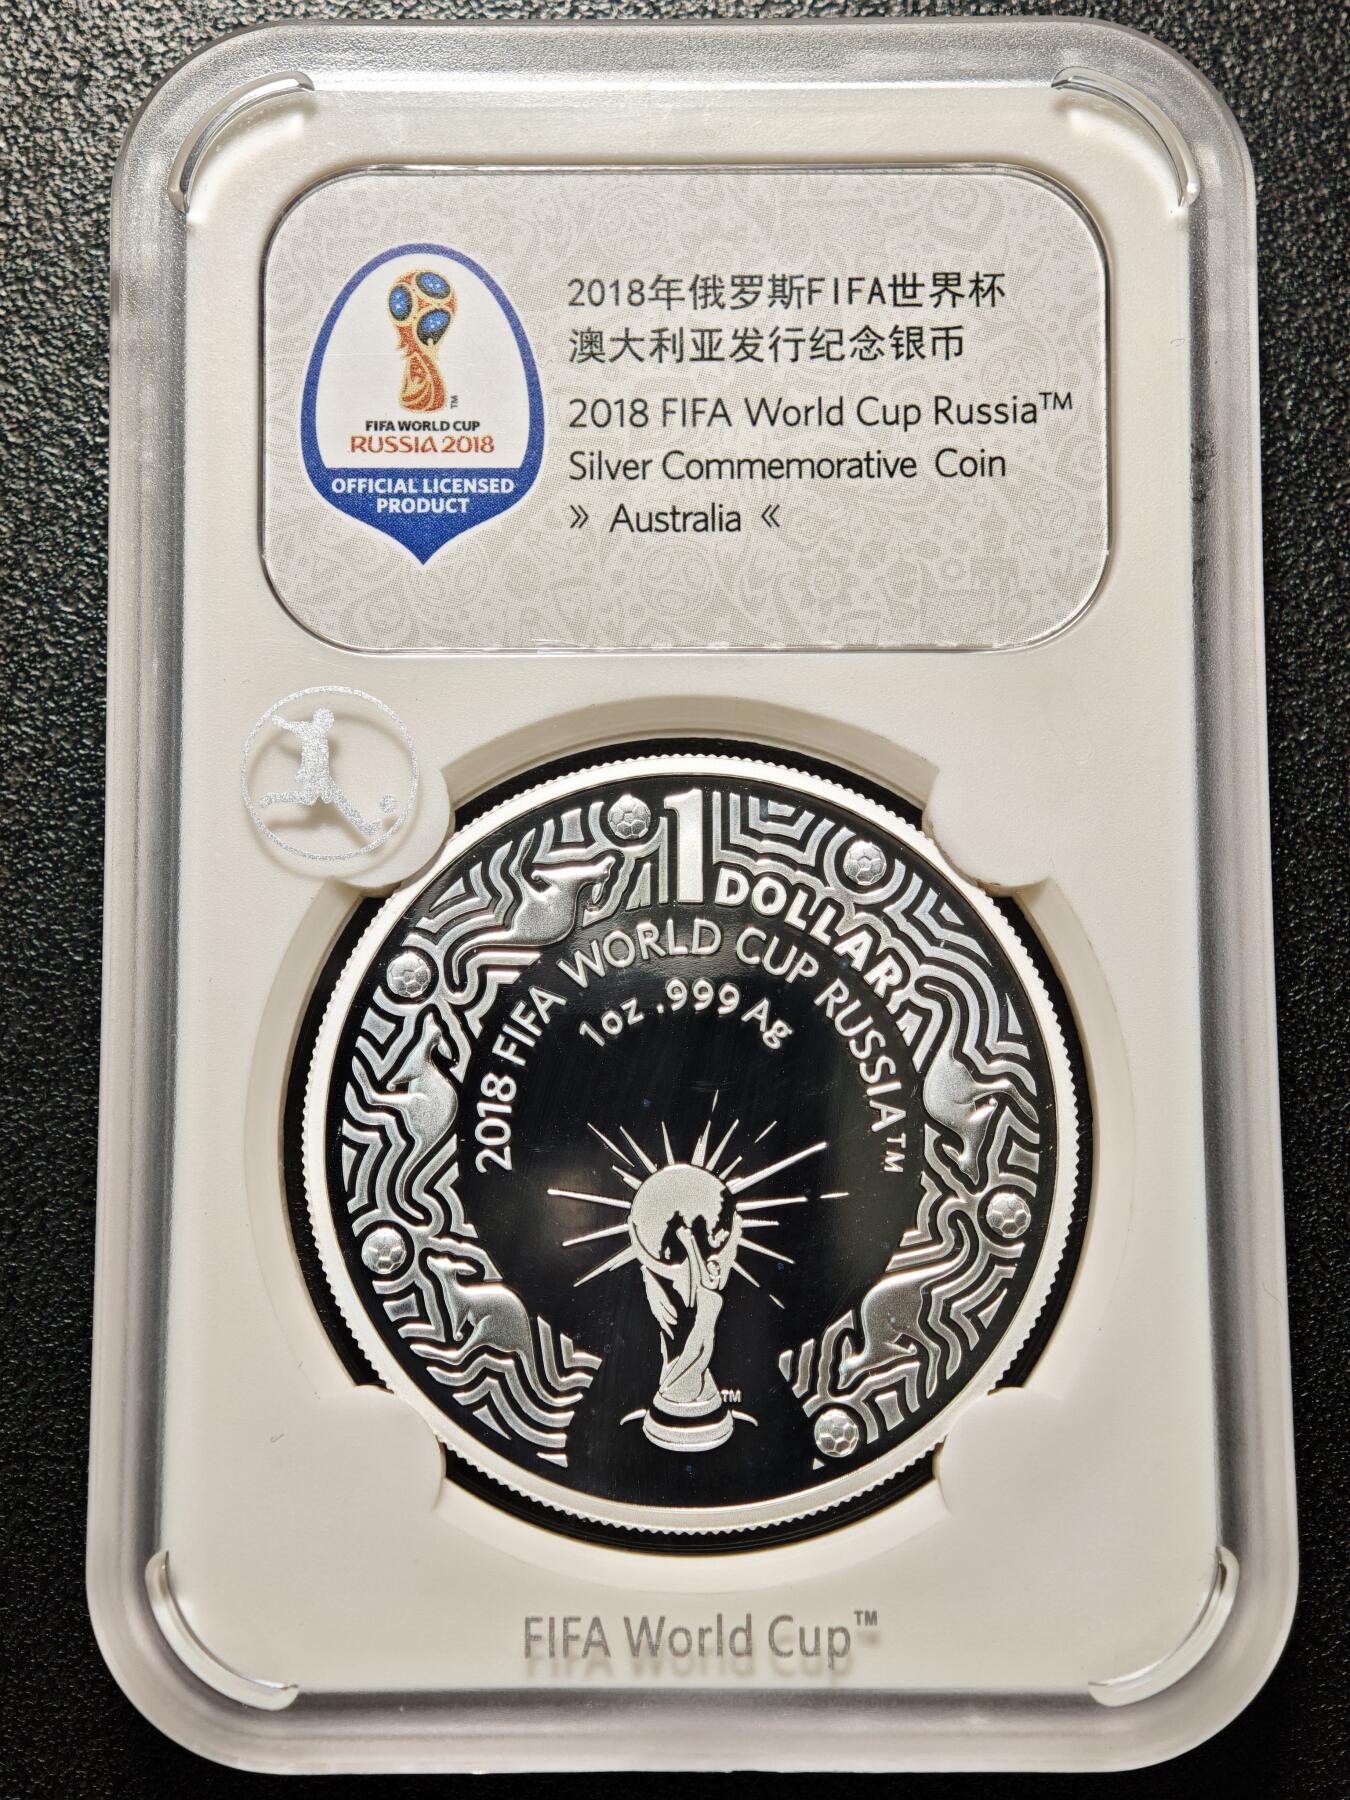 2018年俄罗斯FIFA世界杯
澳大利亚发行纪念银币
2018 FIFA World Cup Russia™
Silver Commemorative Coin
» Australia «
™
FIFA WORLD CUP
RUSSIA 2018
OFFICIAL LICENSED
PRODUCT
1 DOLLAR
2018 FIFA WORLD CUP RUSSIA™
1oz .999 Ag
™
FIFA World Cup™